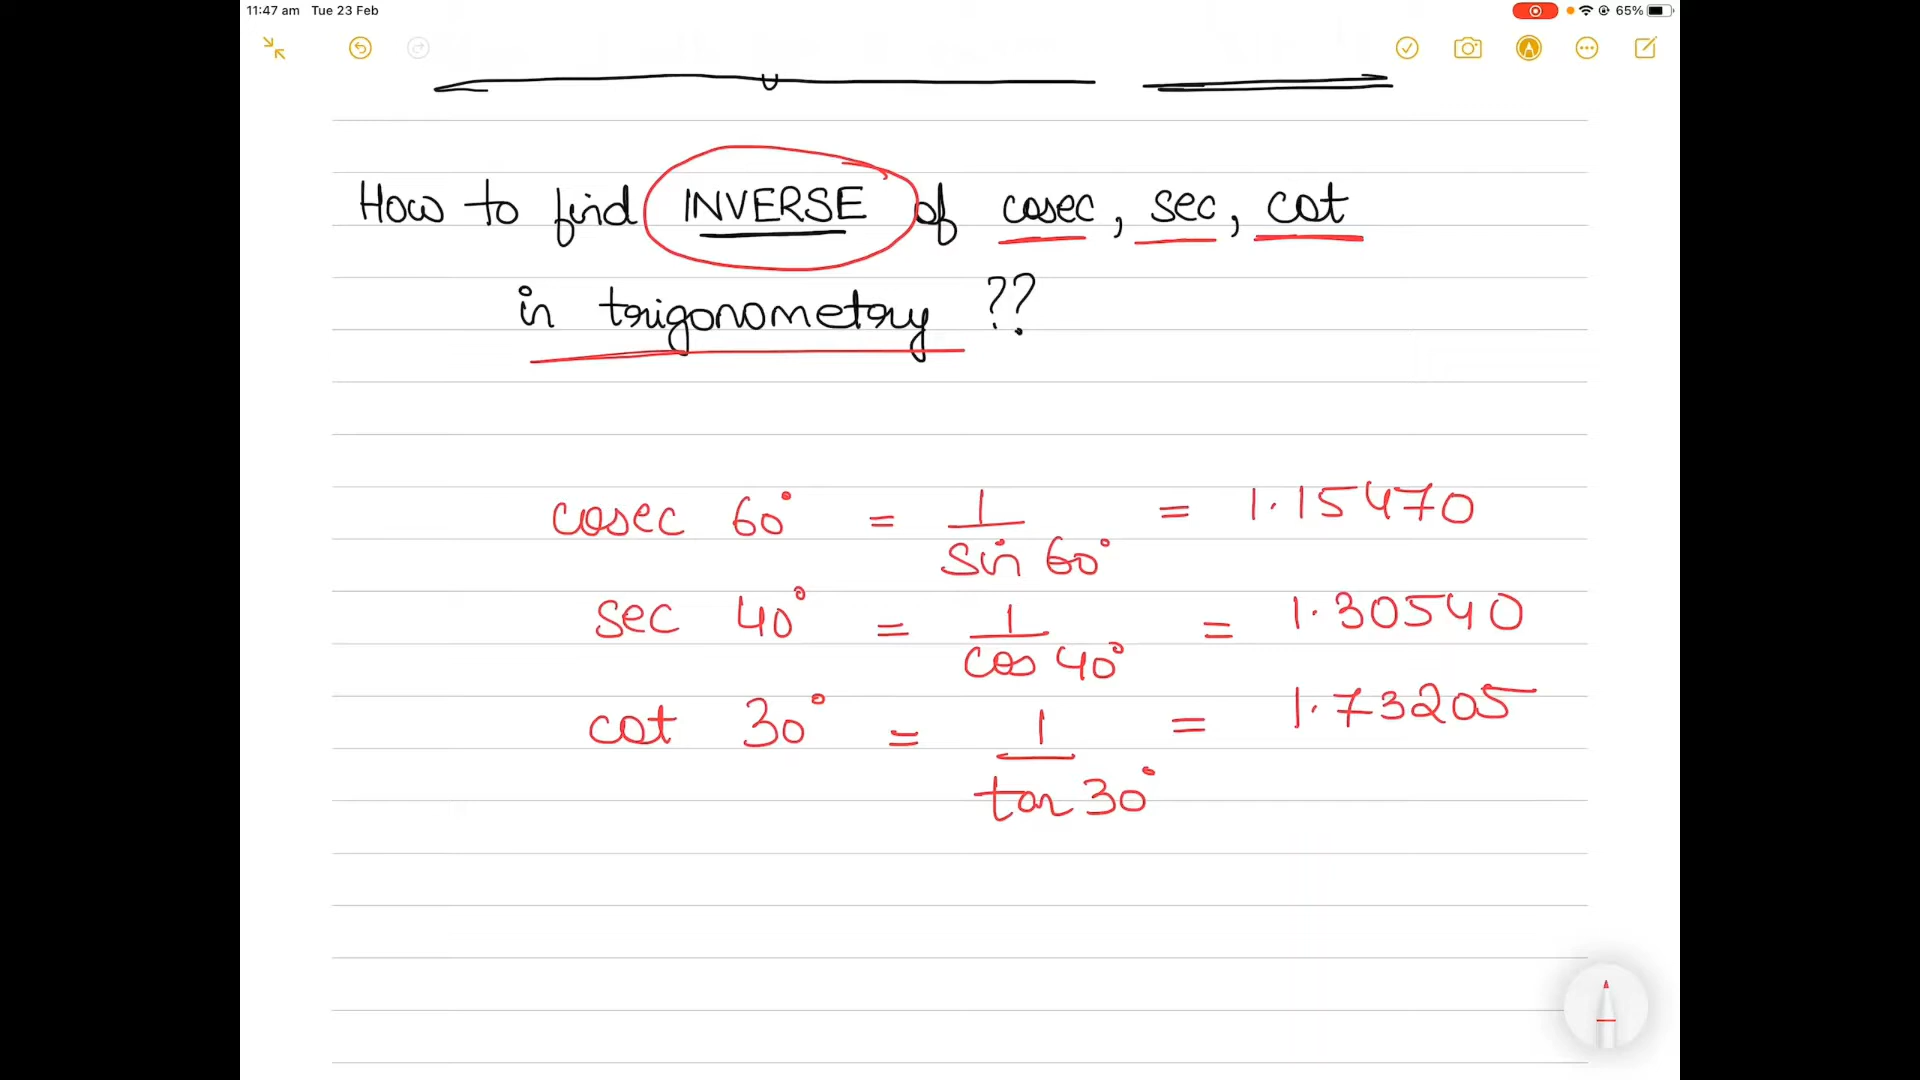 11:47 am Tue 23 Feb 65%
How to find INVERSE of cosec, sec, cot
in trigonometry ??
cosec 60° = 1/sin 60° = 1.15470
sec 40° = 1/cos 40° = 1.30540
cot 30° = 1/tan 30° = 1.73205